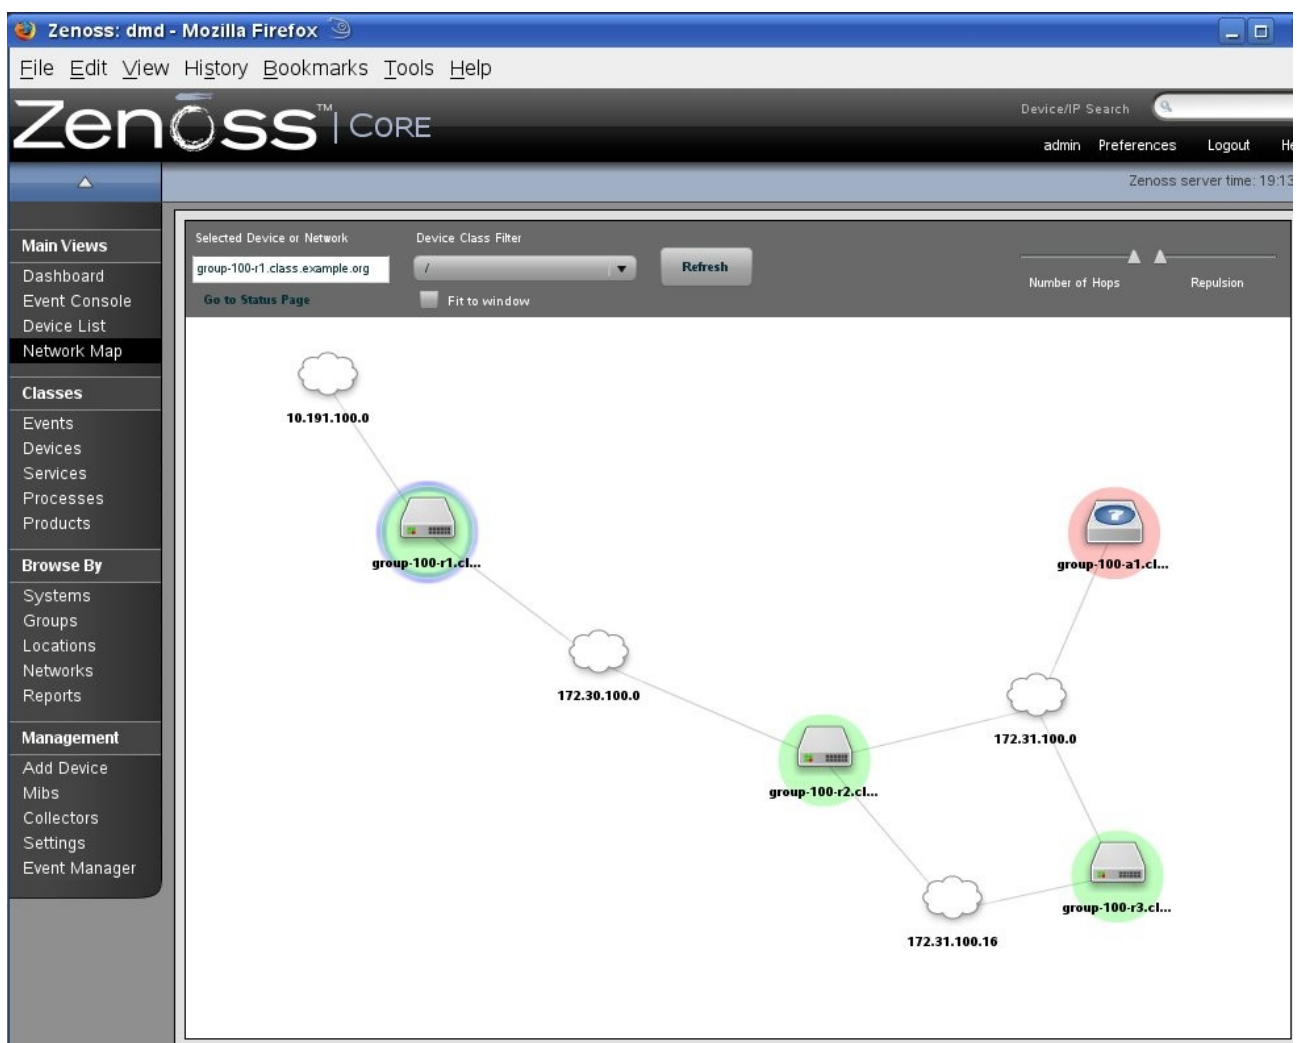 Zenoss: dmd - Mozilla Firefox
File Edit View History Bookmarks Tools Help
Zenoss™ | CORE
Device/IP Search
admin Preferences Logout
Zenoss server time: 19:13
Main Views
Dashboard
Event Console
Device List
Network Map
Classes
Events
Devices
Services
Processes
Products
Browse By
Systems
Groups
Locations
Networks
Reports
Management
Add Device
Mibs
Collectors
Settings
Event Manager
Selected Device or Network
Device Class Filter
group-100-r1.class.example.org
/
Refresh
Go to Status Page
Fit to window
Number of Hops
Repulsion
10.191.100.0
group-100-r1.cl...
group-100-a1.cl...
172.30.100.0
172.31.100.0
group-100-r2.cl...
group-100-r3.cl...
172.31.100.16